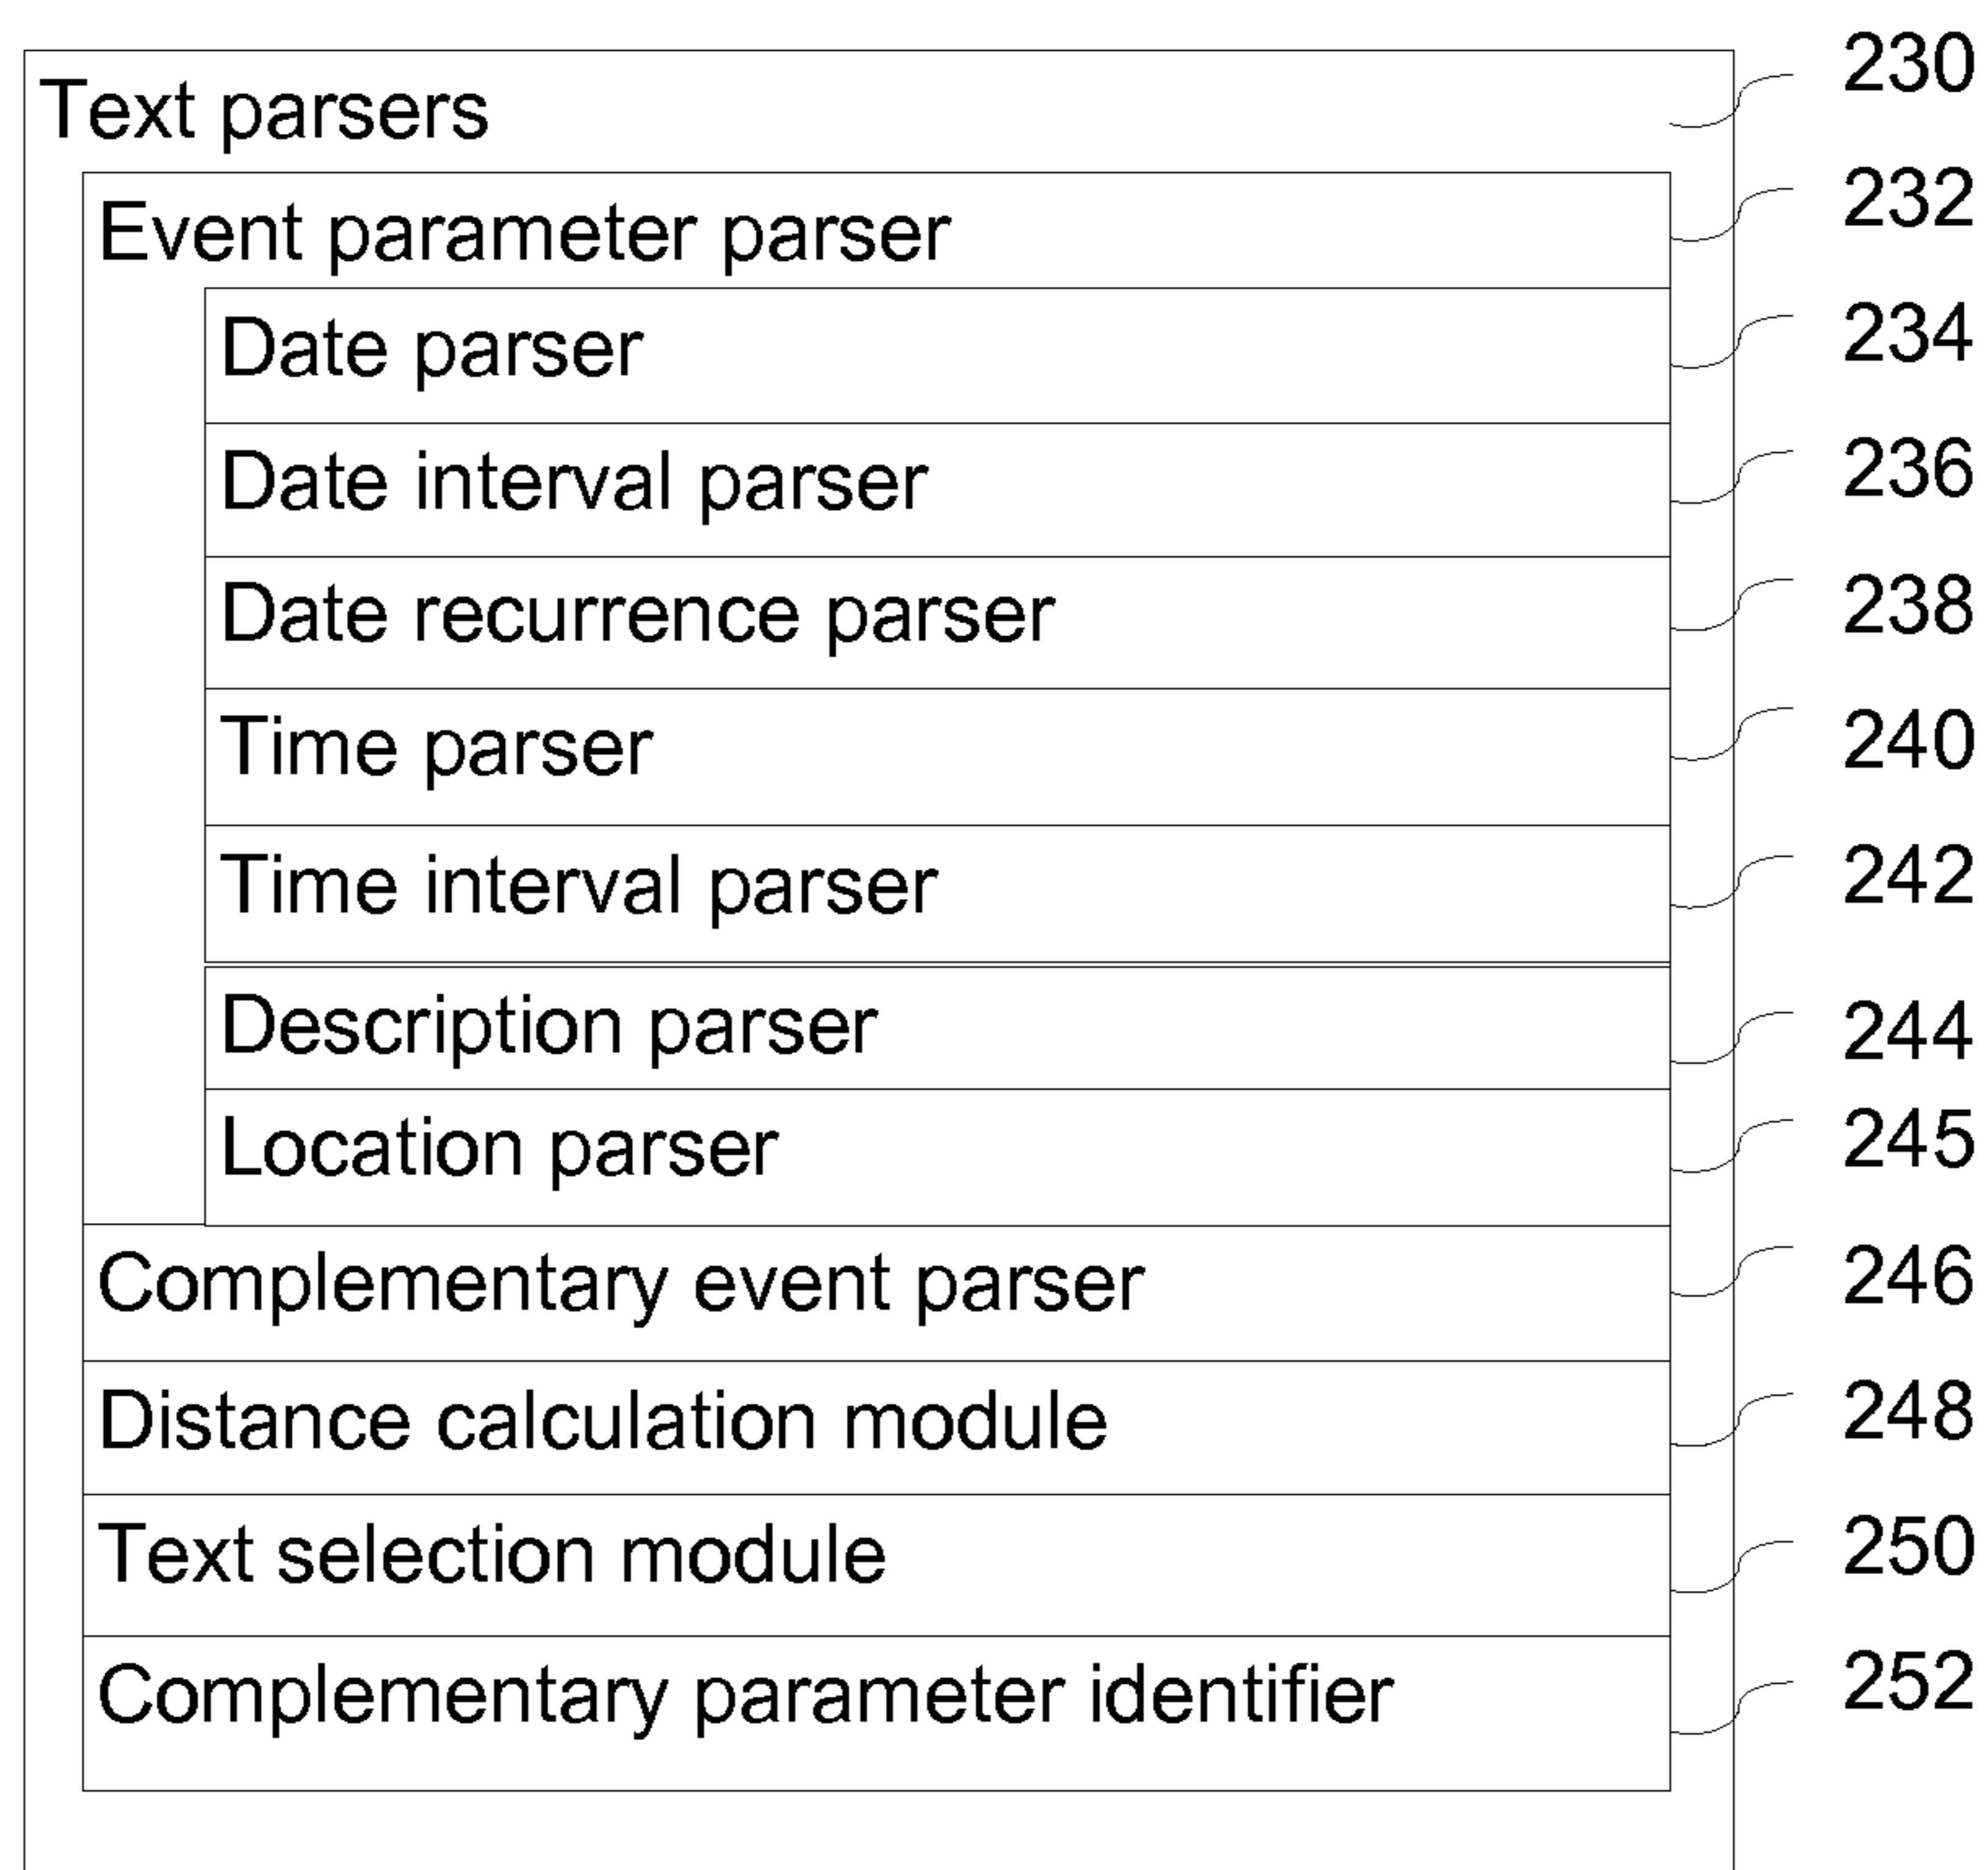 Text parsers 230
Event parameter parser 232
Date parser 234
Date interval parser 236
Date recurrence parser 238
Time parser 240
Time interval parser 242
Description parser 244
Location parser 245
Complementary event parser 246
Distance calculation module 248
Text selection module 250
Complementary parameter identifier 252